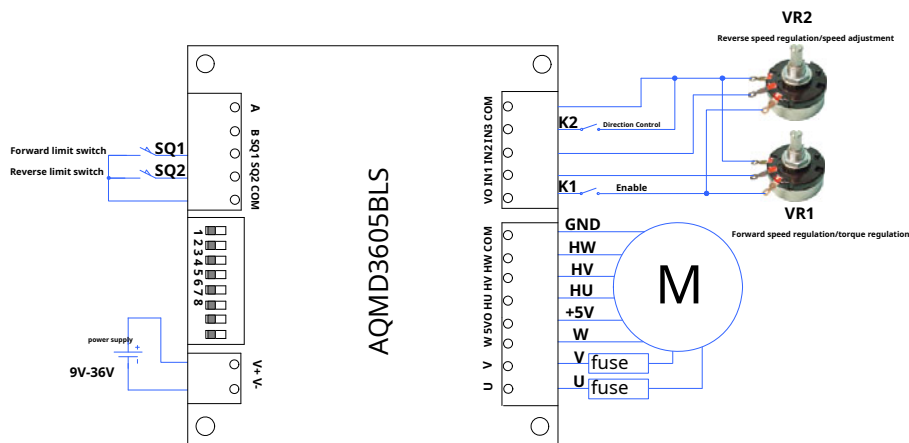 VR2
Reverse speed regulation/speed adjustment
A
B SQ1 SQ2 COM
Forward limit switch
SQ1
Reverse limit switch
SQ2
VO IN1 IN2 IN3 COM
K2
Direction Control
K1
Enable
VR1
Forward speed regulation/torque regulation
1 2 3 4 5 6 7 8
AQMD3605BLS
U V W 5VO HU HV HW COM
GND
HW
HV
HU
+5V
W
V
fuse
U
fuse
M
power supply
+
-
9V-36V
V+ V-